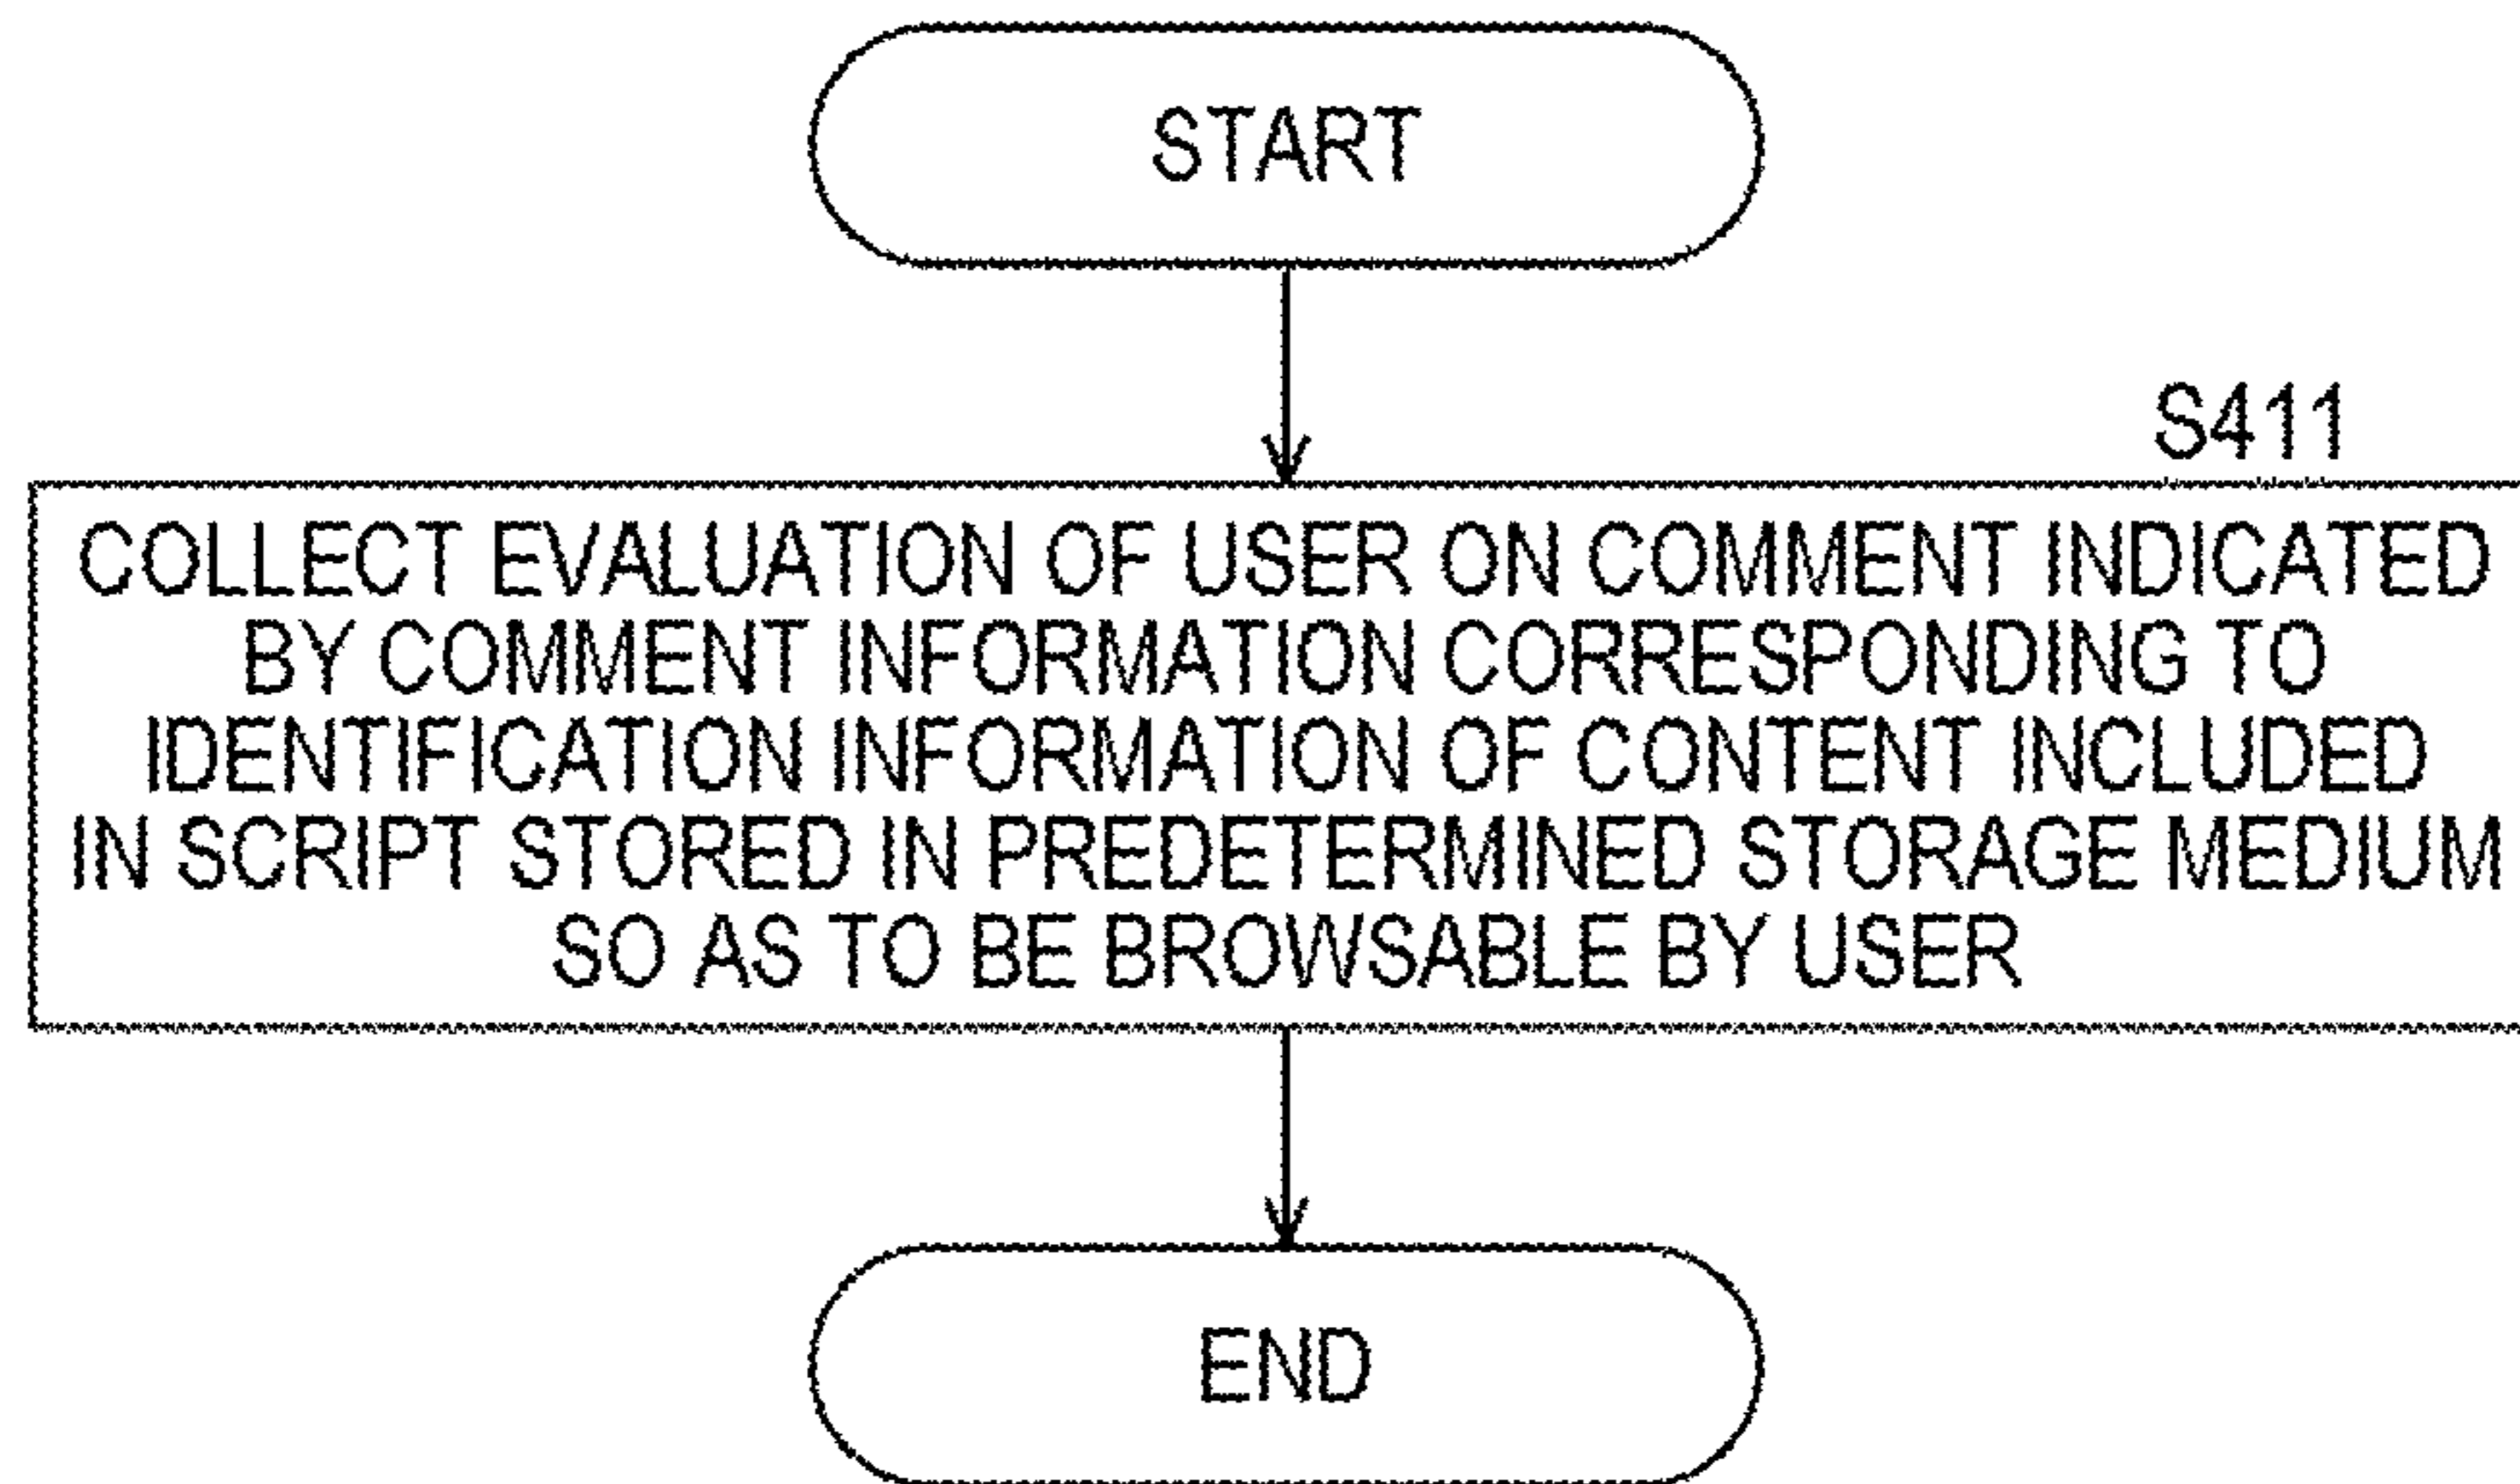 START
S411
COLLECT EVALUATION OF USER ON COMMENT INDICATED
BY COMMENT INFORMATION CORRESPONDING TO
IDENTIFICATION INFORMATION OF CONTENT INCLUDED
IN SCRIPT STORED IN PREDETERMINED STORAGE MEDIUM
SO AS TO BE BROWSABLE BY USER
END